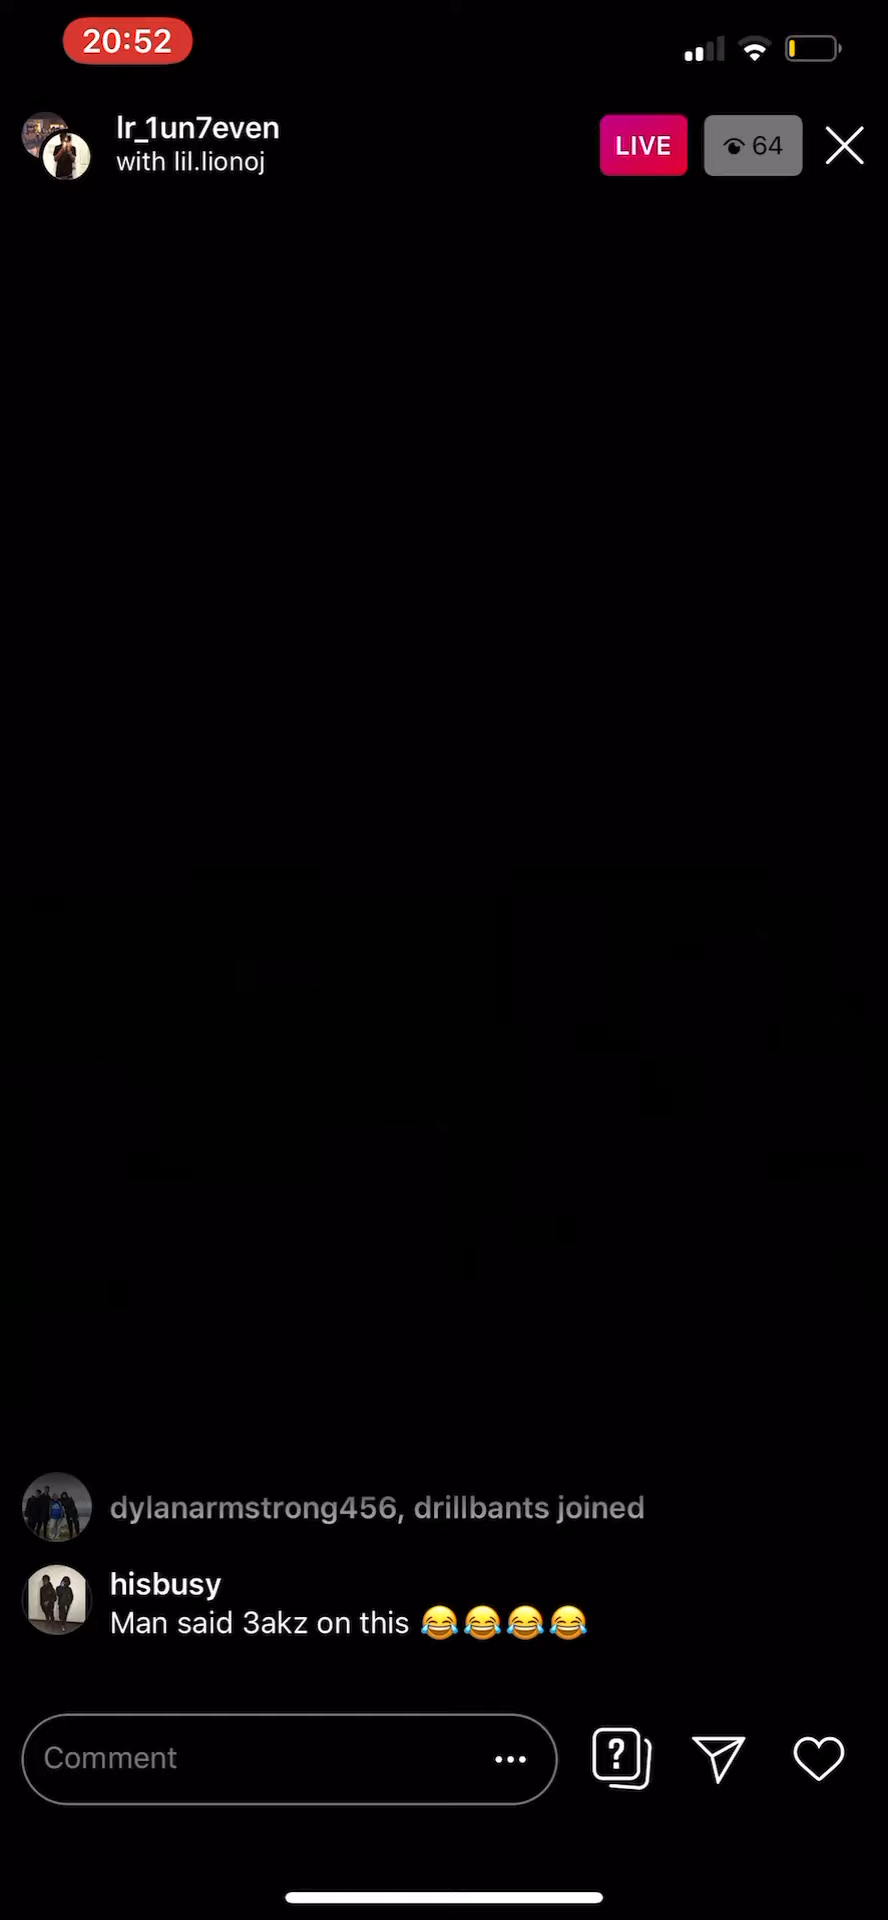 20:52
lr_1un7even
with lil.lionoj
LIVE
64
dylanarmstrong456, drillbants joined
hisbusy
Man said 3akz on this 😂😂😂😂
Comment